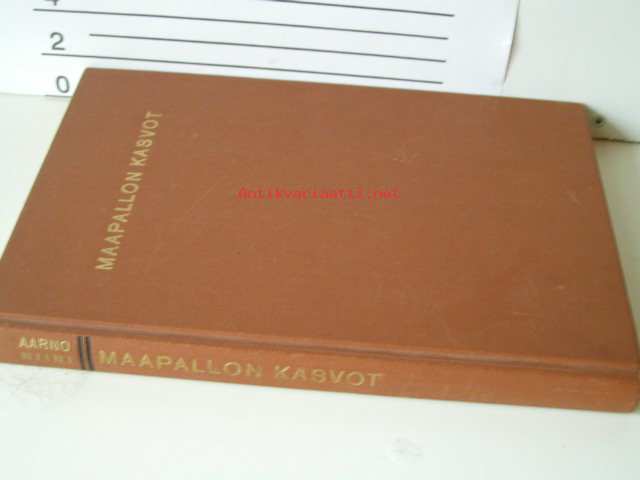 4
2
0
MAAPALLON KASVOT
Antikvariaatti.net
AARNO
NIINI
MAAPALLON KASVOT